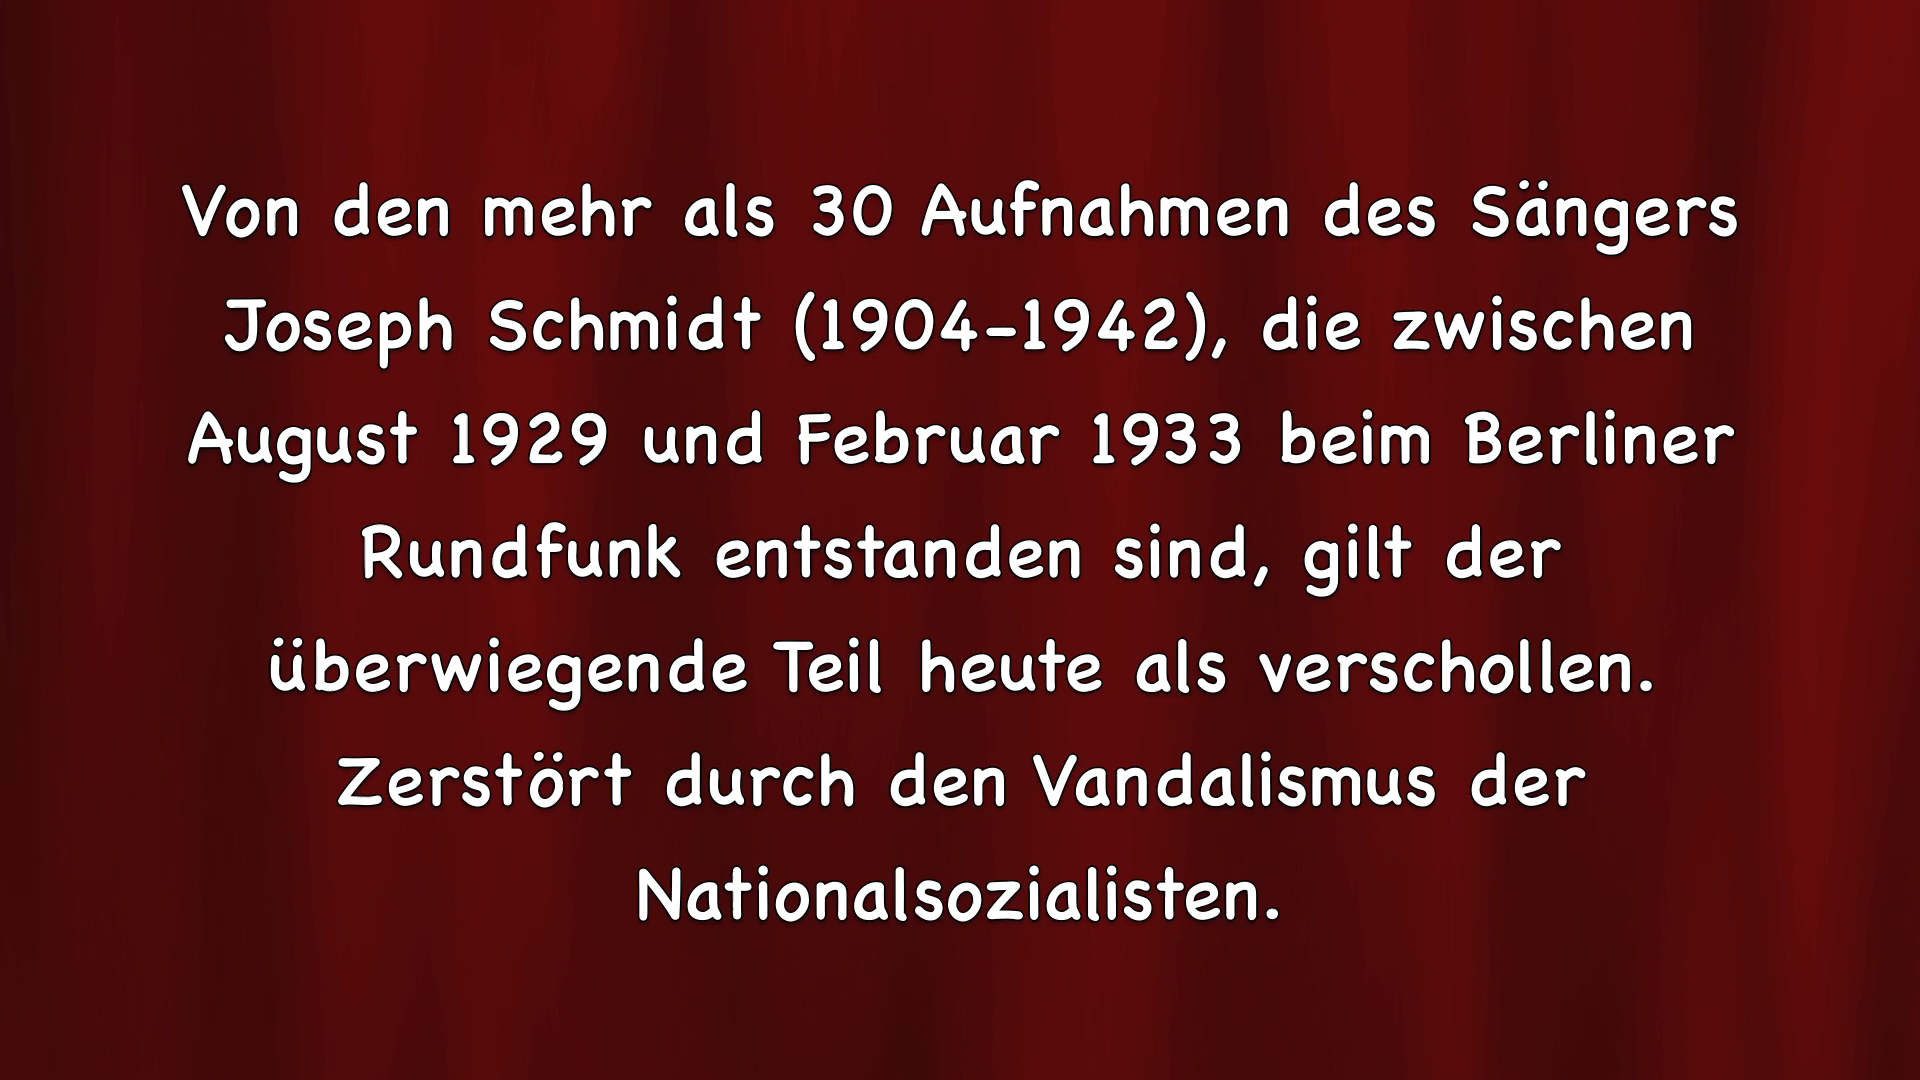 Von den mehr als 30 Aufnahmen des Sängers
Joseph Schmidt (1904-1942), die zwischen
August 1929 und Februar 1933 beim Berliner
Rundfunk entstanden sind, gilt der
überwiegende Teil heute als verschollen.
Zerstört durch den Vandalismus der
Nationalsozialisten.